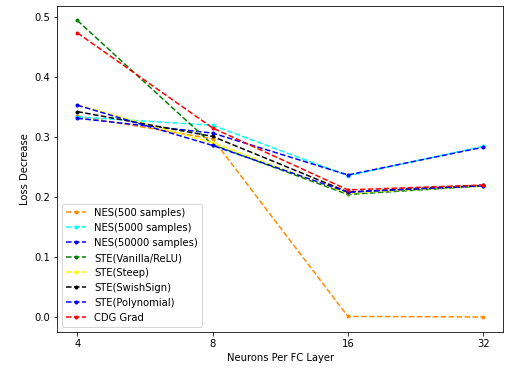 0.5
0.4
0.3
0.2
0.1
0.0
Loss Decrease
NES(500 samples)
NES(5000 samples)
NES(50000 samples)
STE(Vanilla/ReLU)
STE(Steep)
STE(SwishSign)
STE(Polynomial)
CDG Grad
4 8 16 32
Neurons Per FC Layer